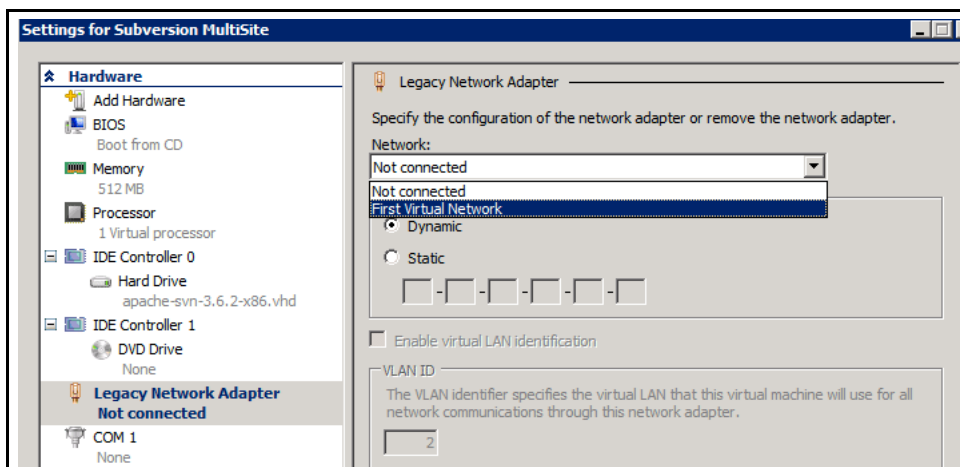 Settings for Subversion MultiSite
Hardware
Add Hardware
BIOS
Boot from CD
Memory
512 MB
Processor
1 Virtual processor
IDE Controller 0
Hard Drive
apache-svn-3.6.2-x86.vhd
IDE Controller 1
DVD Drive
None
Legacy Network Adapter
Not connected
COM 1
None
Legacy Network Adapter
Specify the configuration of the network adapter or remove the network adapter.
Network:
Not connected
Not connected
First Virtual Network
Dynamic
Static
- - - - -
Enable virtual LAN identification
VLAN ID
The VLAN identifier specifies the virtual LAN that this virtual machine will use for all
network communications through this network adapter.
2